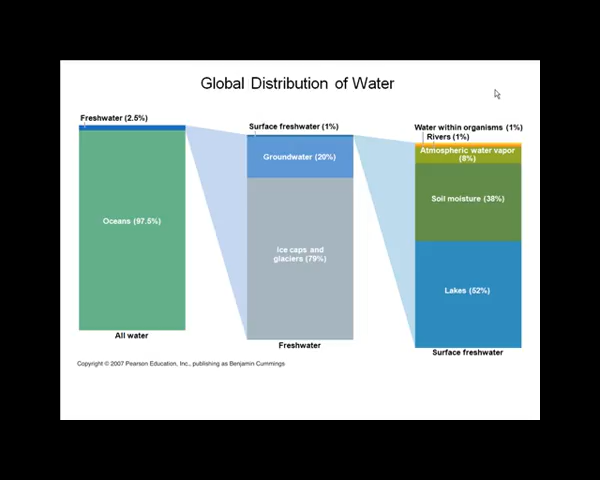 Global Distribution of Water
Freshwater (2.5%)
Oceans (97.5%)
All water
Surface freshwater (1%)
Groundwater (20%)
Ice caps and
glaciers (79%)
Freshwater
Water within organisms (1%)
Rivers (1%)
Atmospheric water vapor
(8%)
Soil moisture (38%)
Lakes (52%)
Surface freshwater
Copyright © 2007 Pearson Education, Inc., publishing as Benjamin Cummings